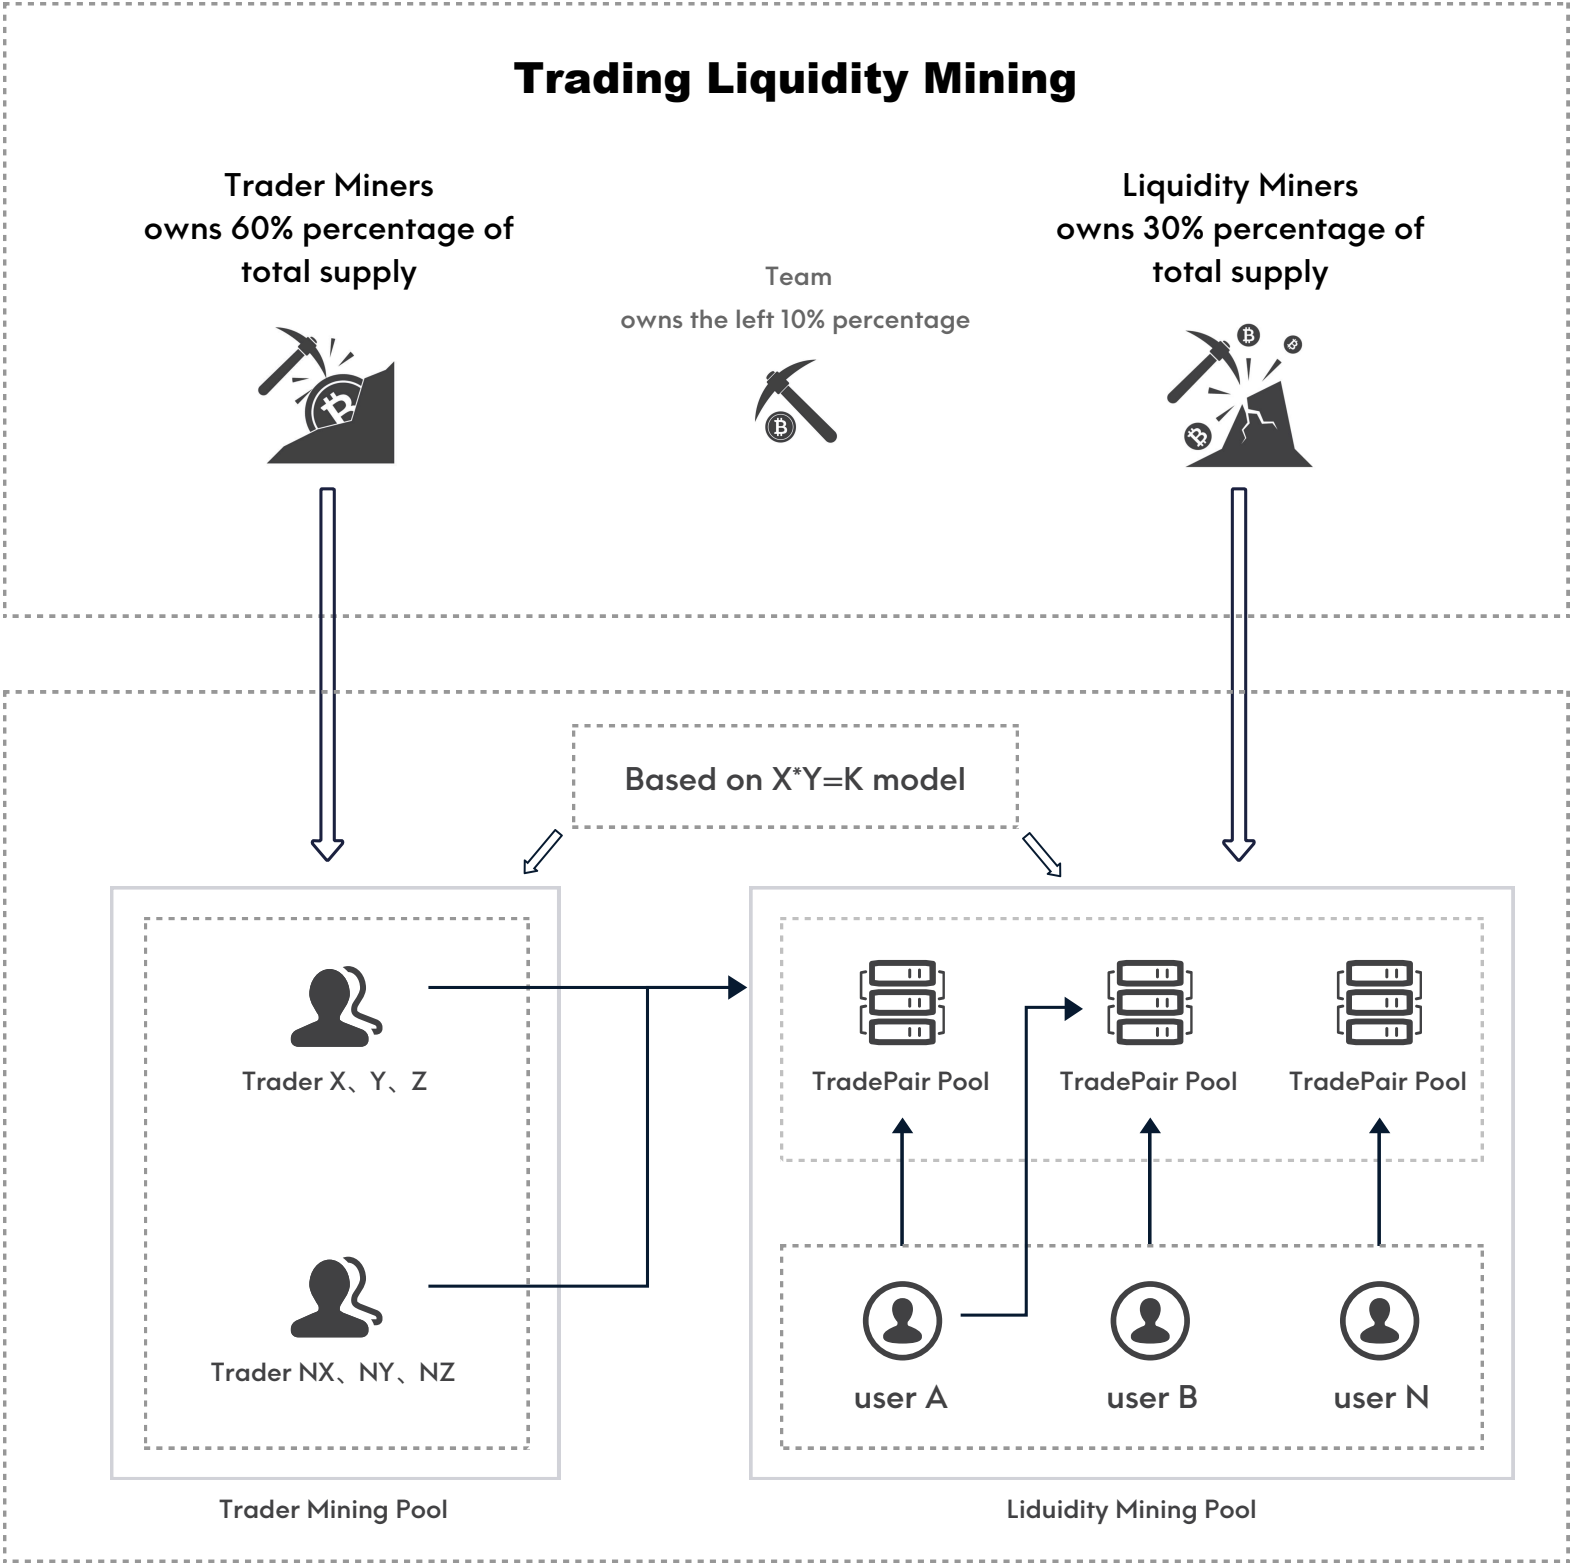 Trading Liquidity Mining
Trader Miners
owns 60% percentage of
total supply
Liquidity Miners
owns 30% percentage of
total supply
Team
owns the left 10% percentage
Based on X*Y=K model
Trader X、Y、Z
TradePair Pool
TradePair Pool
TradePair Pool
Trader NX、NY、NZ
user A
user B
user N
Trader Mining Pool
Liduidity Mining Pool